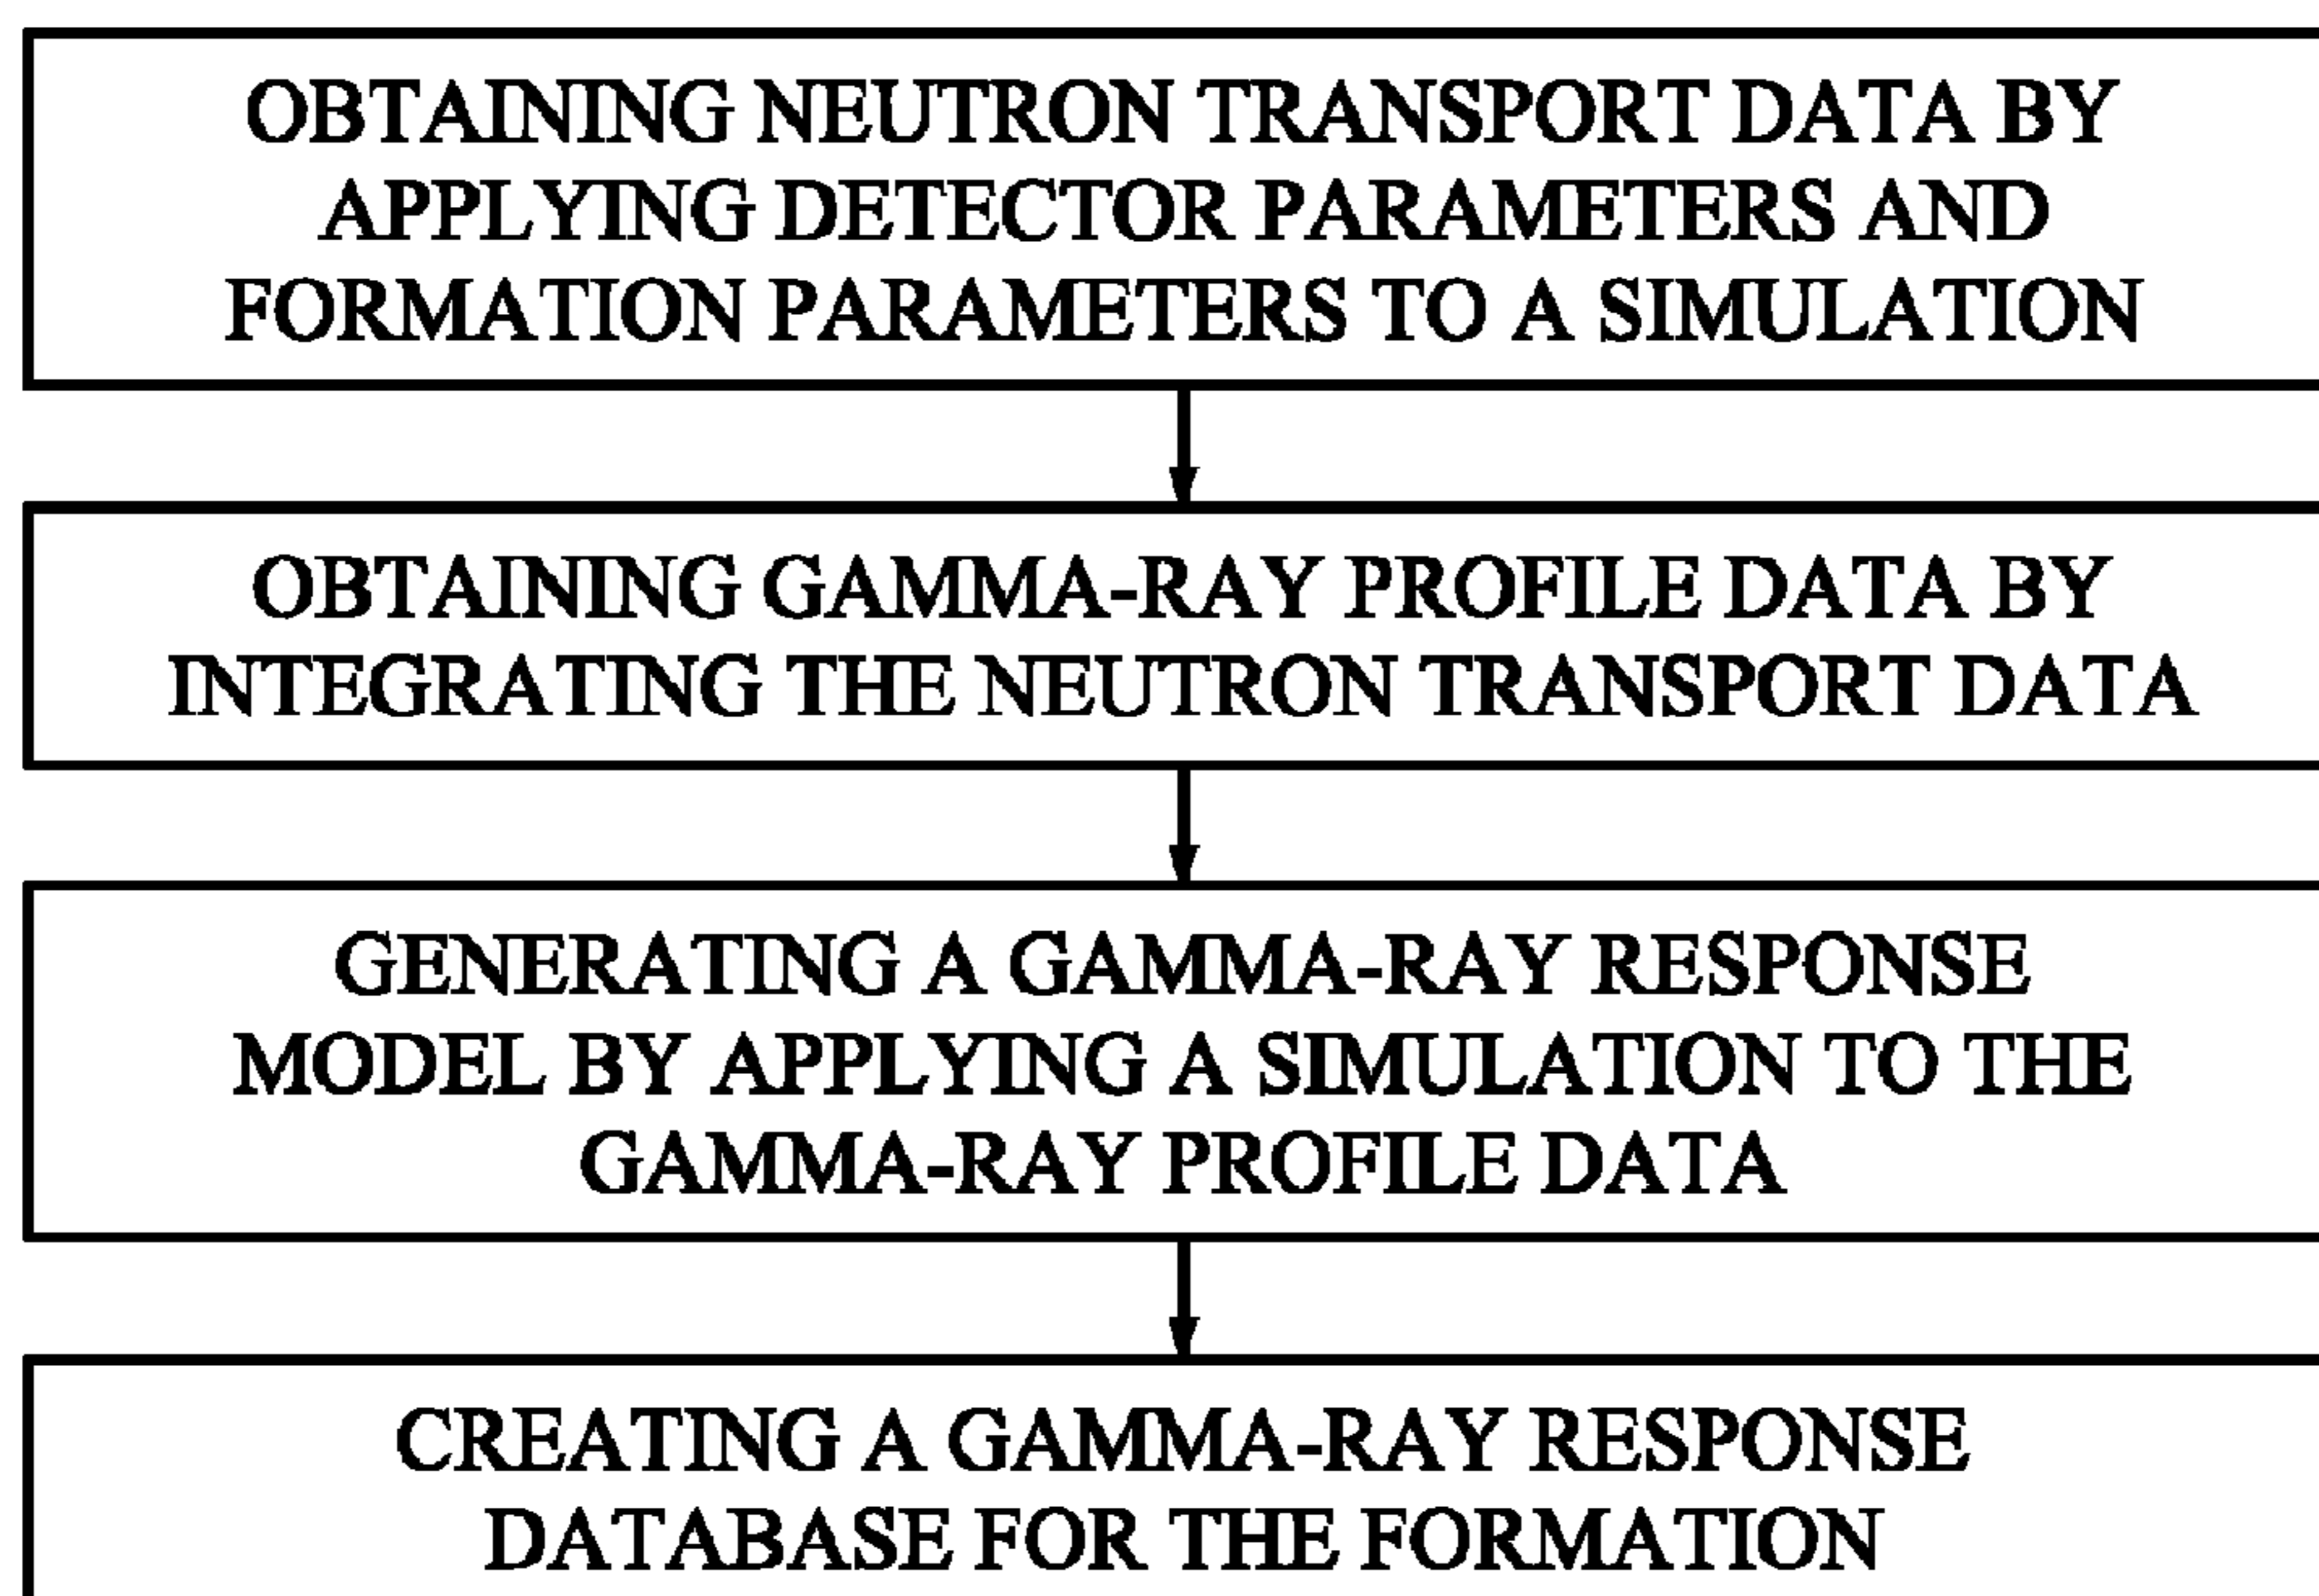 OBTAINING NEUTRON TRANSPORT DATA BY
APPLYING DETECTOR PARAMETERS AND
FORMATION PARAMETERS TO A SIMULATION
OBTAINING GAMMA-RAY PROFILE DATA BY
INTEGRATING THE NEUTRON TRANSPORT DATA
GENERATING A GAMMA-RAY RESPONSE
MODEL BY APPLYING A SIMULATION TO THE
GAMMA-RAY PROFILE DATA
CREATING A GAMMA-RAY RESPONSE
DATABASE FOR THE FORMATION